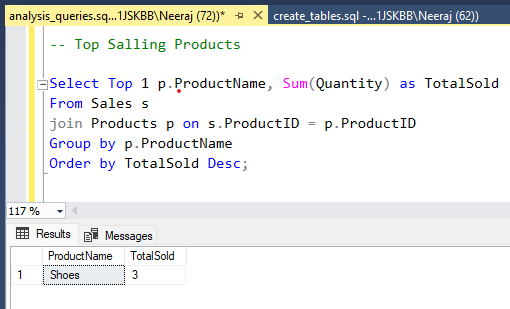 analysis_queries.sq...1JSKBB\Neeraj (72))* create_tables.sql -...1JSKBB\Neeraj (62))
-- Top Salling Products
Select Top 1 p.ProductName, Sum(Quantity) as TotalSold
From Sales s
join Products p on s.ProductID = p.ProductID
Group by p.ProductName
Order by TotalSold Desc;
117 %
Results Messages
ProductName TotalSold
1 Shoes 3